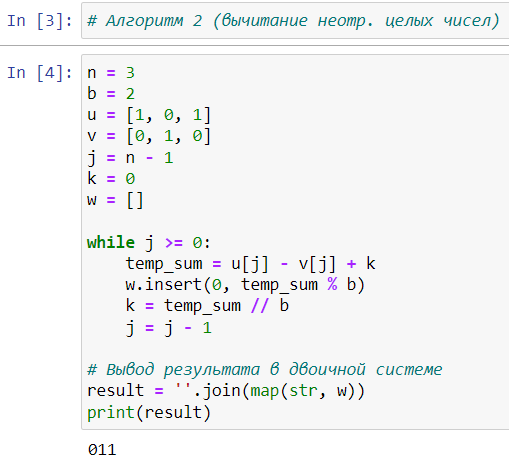 In [3]: # Алгоритм 2 (вычитание неотр. целых чисел)
In [4]: n = 3
b = 2
u = [1, 0, 1]
v = [0, 1, 0]
j = n - 1
k = 0
w = []
while j >= 0:
    temp_sum = u[j] - v[j] + k
    w.insert(0, temp_sum % b)
    k = temp_sum // b
    j = j - 1
# Вывод результата в двоичной системе
result = ''.join(map(str, w))
print(result)
011